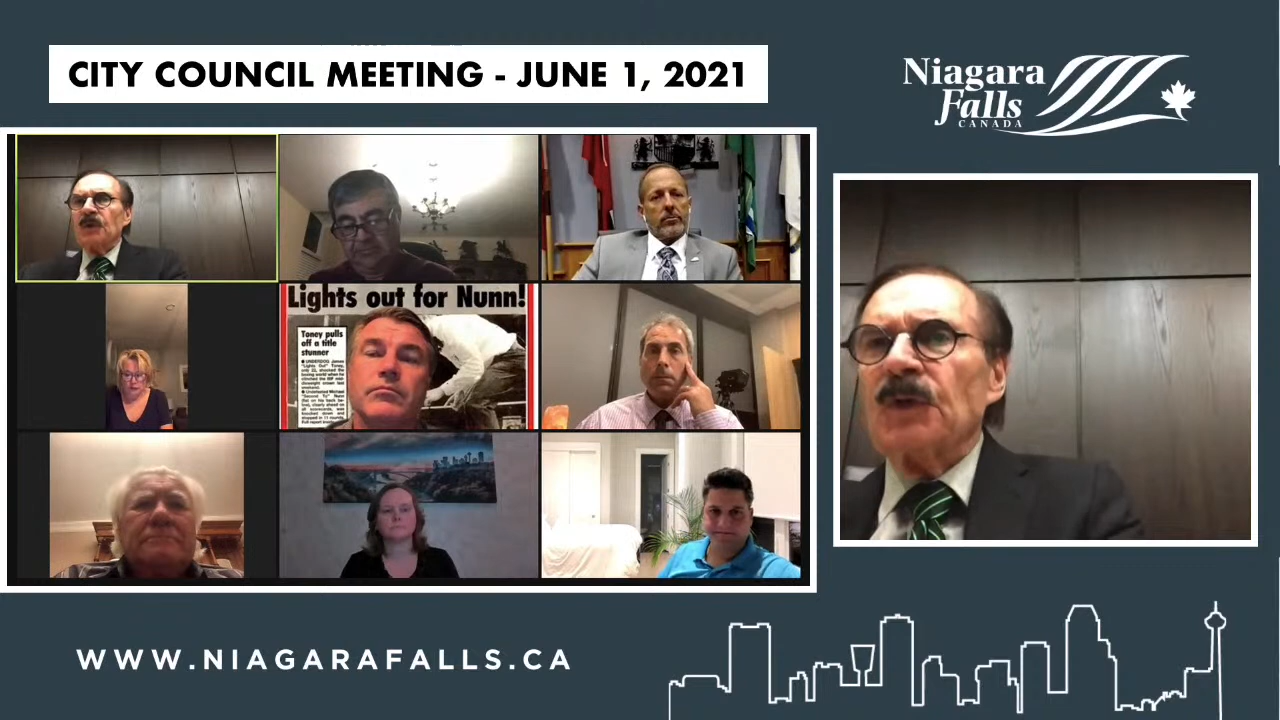 CITY COUNCIL MEETING - JUNE 1, 2021
Niagara
Falls
CANADA
Lights out for Nunn!
Toney pulls
off a title
stunner
WWW.NIAGARAFALLS.CA